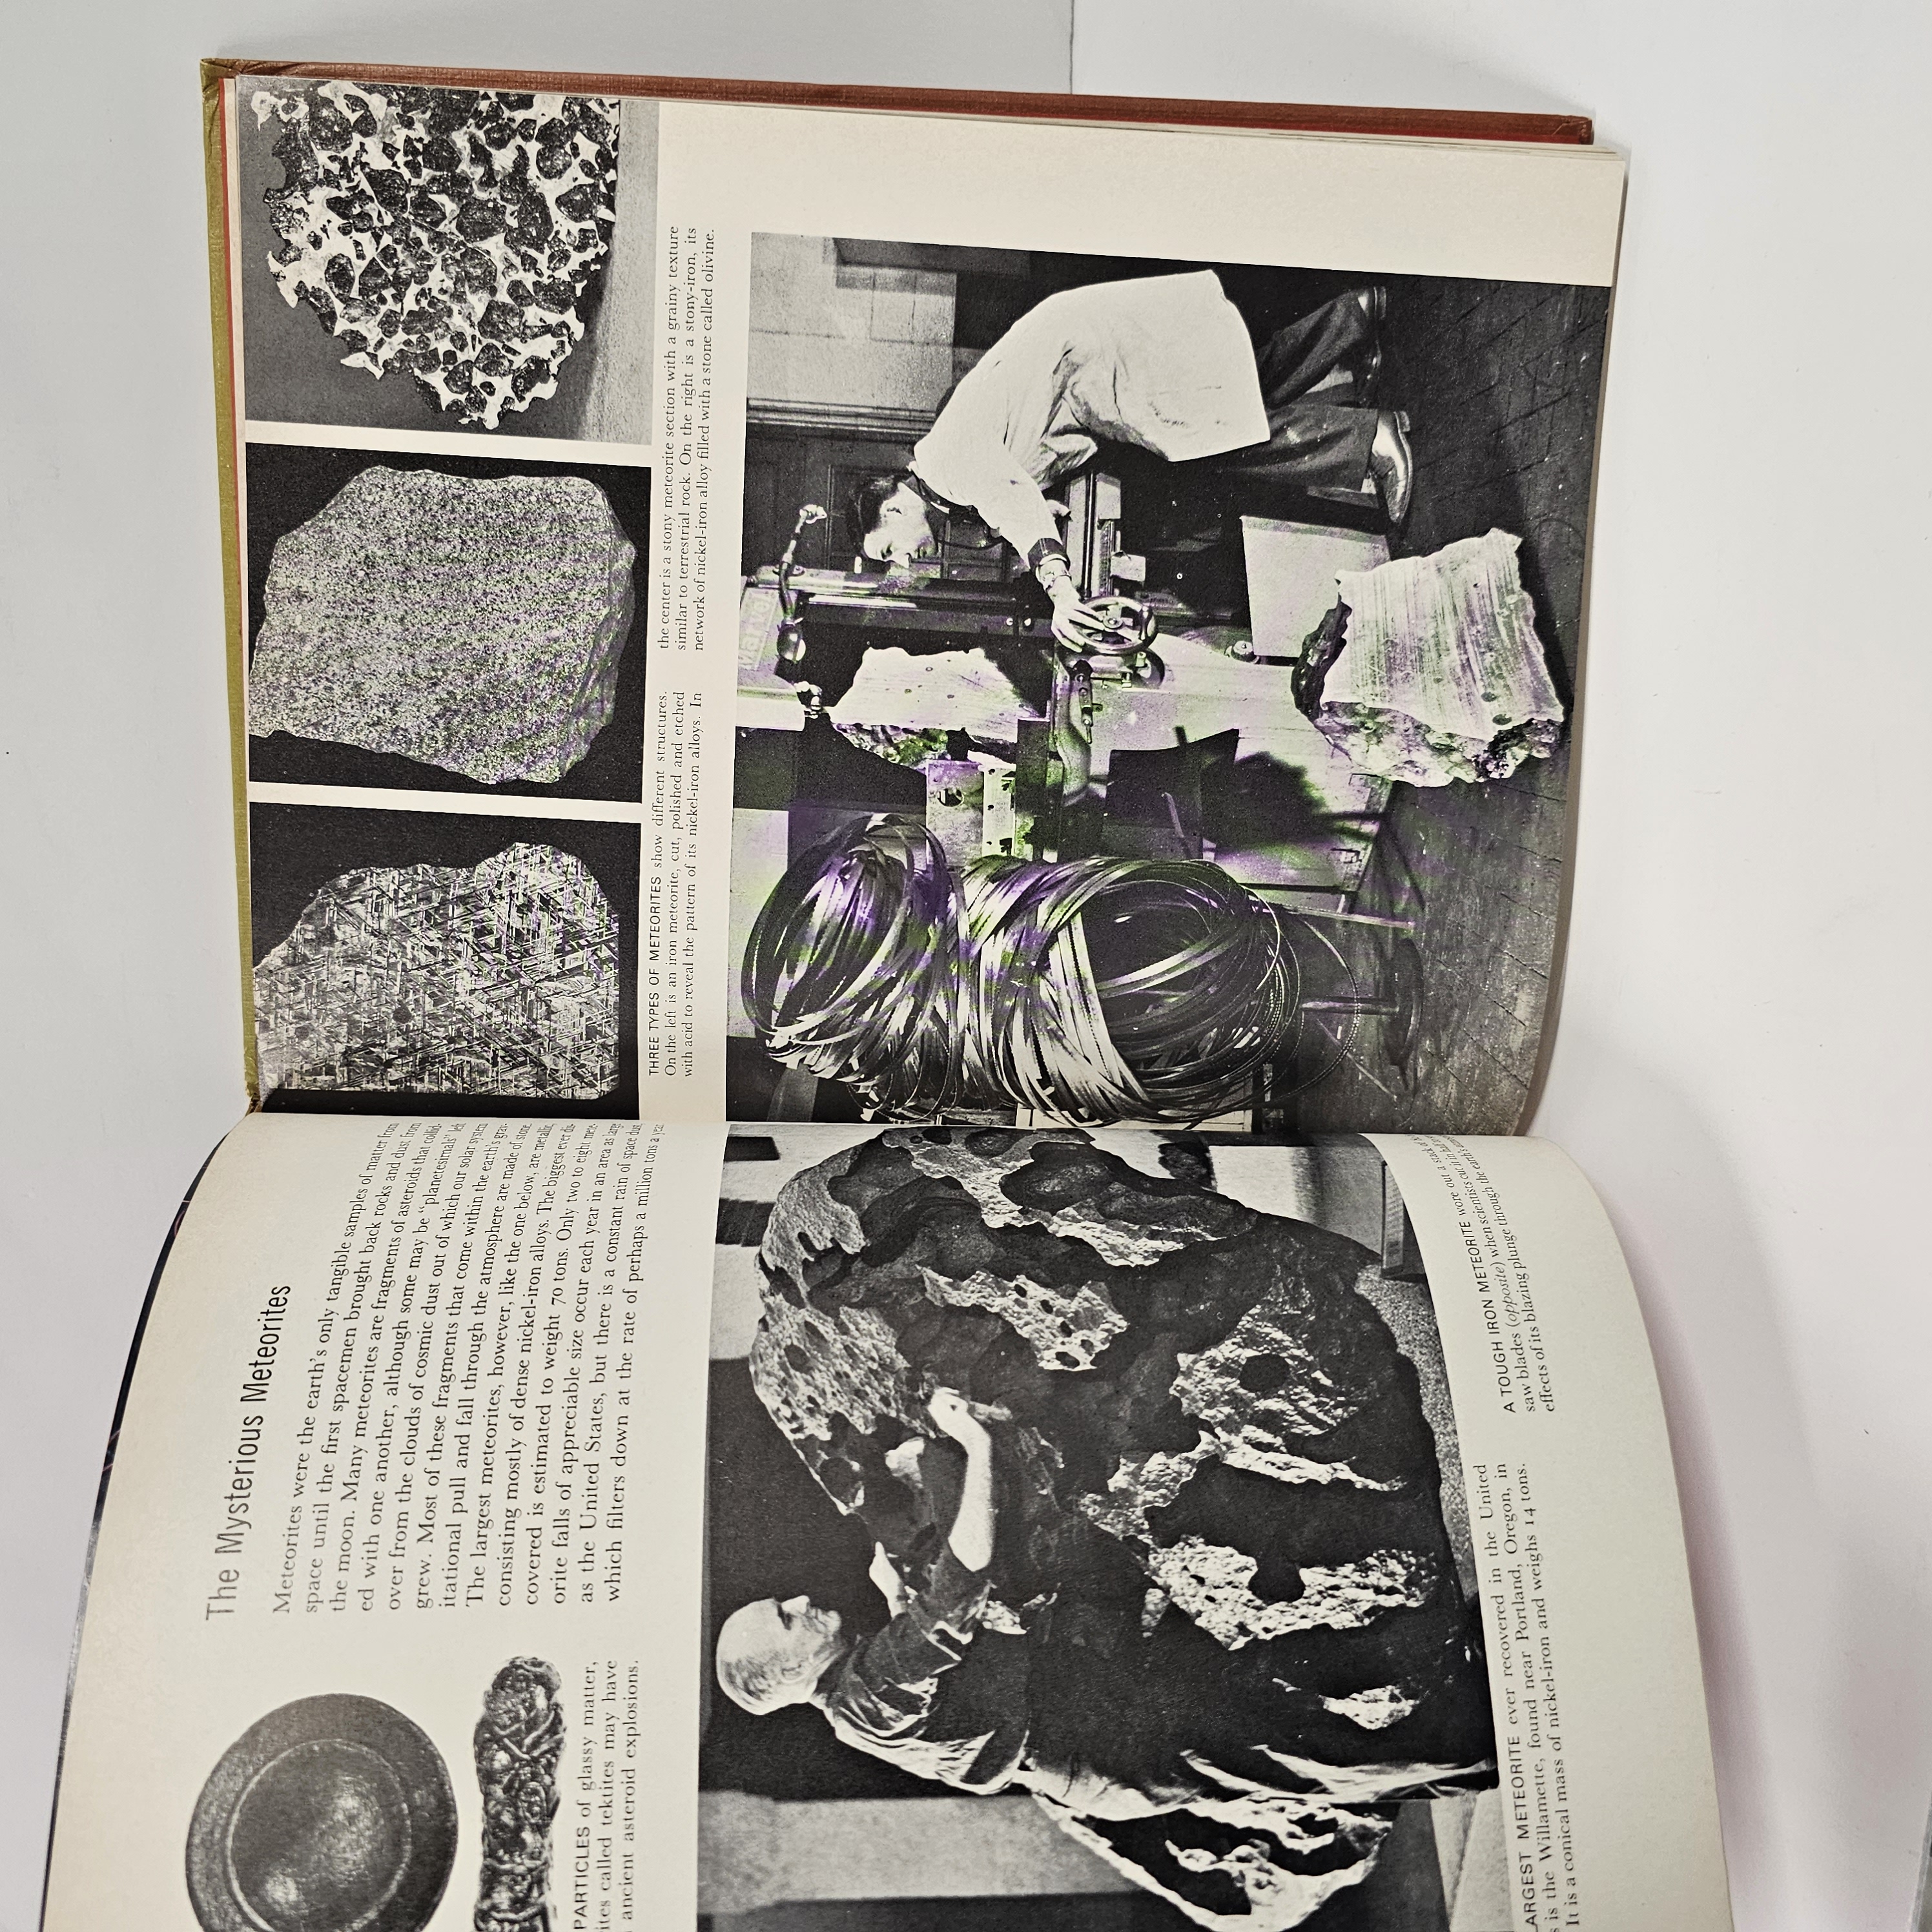 The Mysterious Meteorites
Meteorites were the earth's only tangible samples of matter from
space until the first spacemen brought back rocks and dust from
the moon. Many meteorites are fragments of asteroids that collid-
ed with one another, although some may be "planetesimals" left
over from the clouds of cosmic dust out of which our solar system
grew. Most of these fragments that come within the earth's grav-
itational pull and fall through the atmosphere are made of stone.
The largest meteorites, however, like the one below, are metallic,
consisting mostly of dense nickel-iron alloys. The biggest ever dis-
covered is estimated to weight 70 tons. Only two to eight mete-
orite falls of appreciable size occur each year in an area as large
as the United States, but there is a constant rain of space dust,
which filters down at the rate of perhaps a million tons a year.
PARTICLES of glassy matter,
ites called tektites may have
ancient asteroid explosions.
LARGEST METEORITE ever recovered in the United
s is the Willamette, found near Portland, Oregon, in
It is a conical mass of nickel-iron and weighs 14 tons.
A TOUGH IRON METEORITE wore out a stack of
saw blades (opposite) when scientists cut it in half
effects of its blazing plunge through the earth's
THREE TYPES OF METEORITES show different structures.
On the left is an iron meteorite, cut, polished and etched
with acid to reveal the pattern of its nickel-iron alloys. In
the center is a stony meteorite section with a grainy texture
similar to terrestrial rock. On the right is a stony-iron, its
network of nickel-iron alloy filled with a stone called olivine.